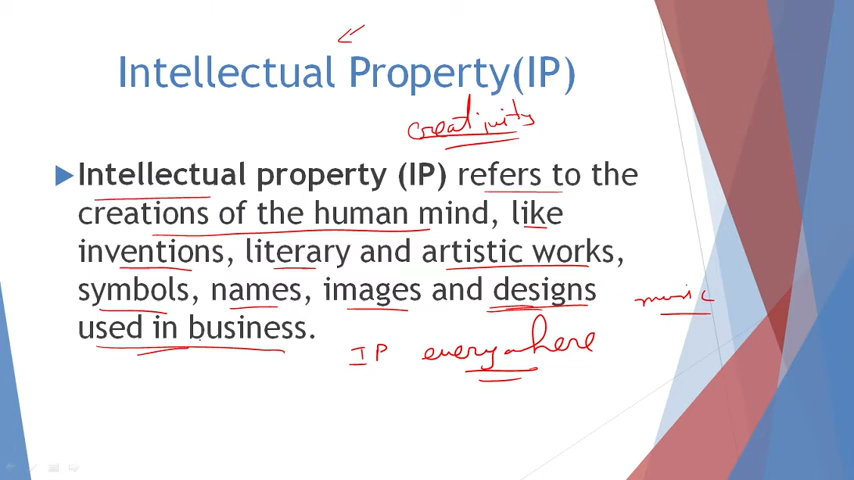 Intellectual Property(IP)
creativity
Intellectual property (IP) refers to the
creations of the human mind, like
inventions, literary and artistic works,
symbols, names, images and designs
music
used in business.
IP everywhere